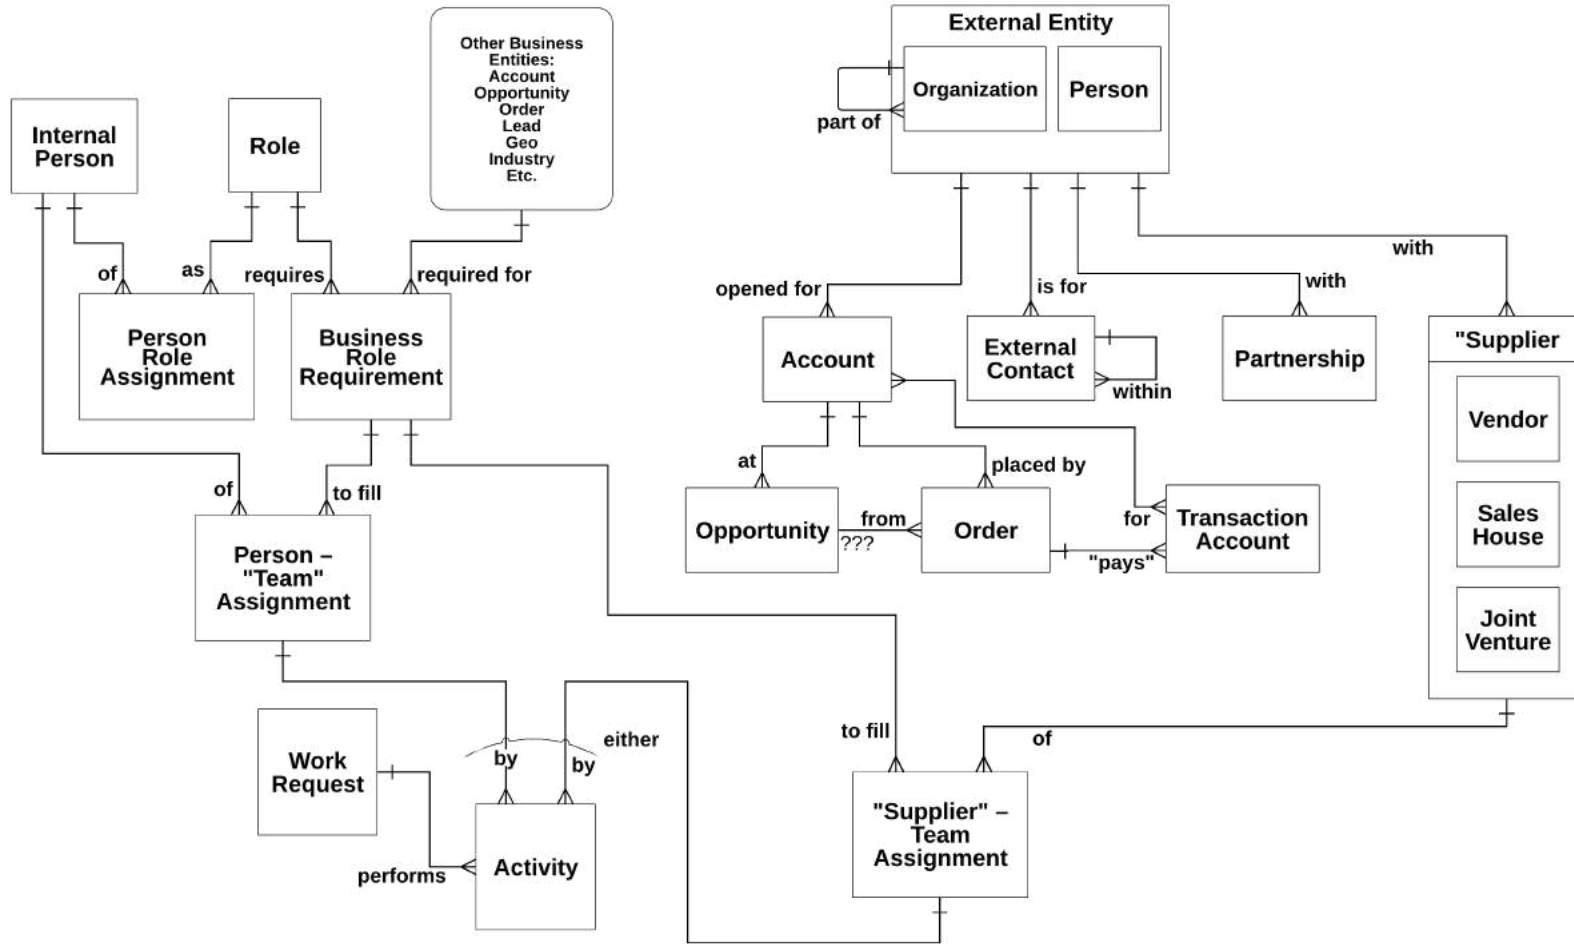 External Entity
Organization
Person
part of
Other Business
Entities:
Account
Opportunity
Order
Lead
Geo
Industry
Etc.
Internal
Person
Role
of
as
requires
required for
with
opened for
is for
with
Person
Role
Assignment
Business
Role
Requirement
Account
External
Contact
within
Partnership
"Supplier
Vendor
Sales
House
Joint
Venture
of
to fill
at
placed by
Opportunity
from
???
Order
"pays"
for
Transaction
Account
Person –
"Team"
Assignment
Work
Request
performs
by
by
either
Activity
to fill
of
"Supplier" –
Team
Assignment